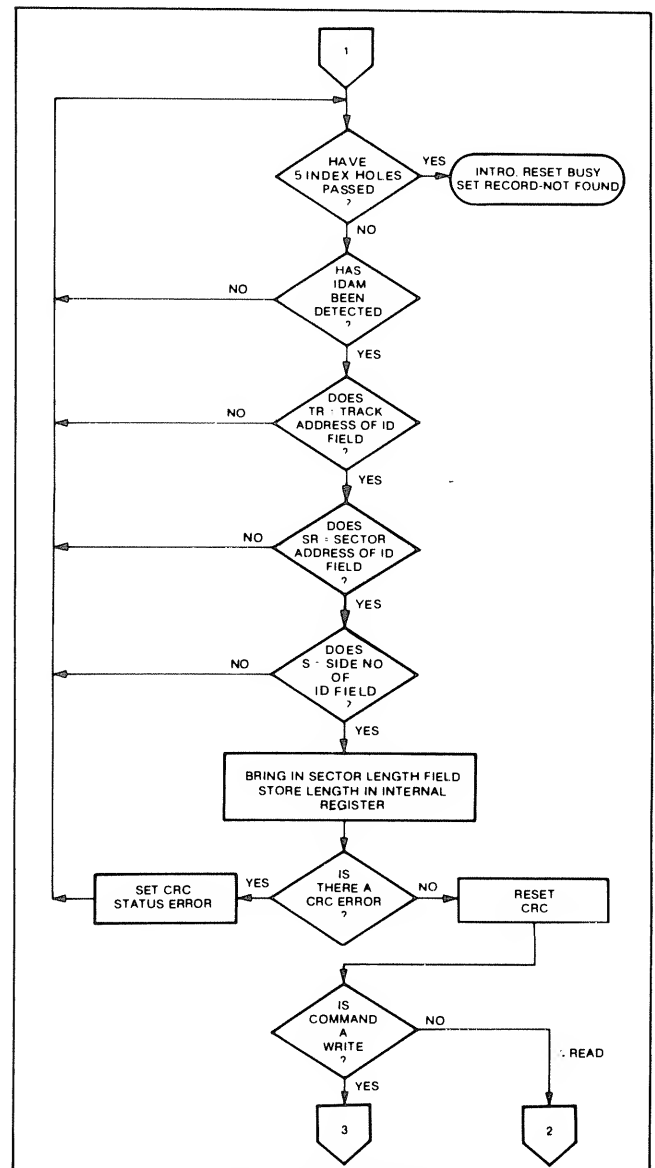 1
HAVE
5 INDEX HOLES
PASSED
?
YES
INTRQ, RESET BUSY
SET RECORD-NOT FOUND
NO
HAS
IDAM
BEEN
DETECTED
?
NO
YES
DOES
TR = TRACK
ADDRESS OF ID
FIELD
?
NO
YES
DOES
SR = SECTOR
ADDRESS OF ID
FIELD
?
NO
YES
DOES
S = SIDE NO
OF
ID FIELD
?
NO
YES
BRING IN SECTOR LENGTH FIELD
STORE LENGTH IN INTERNAL
REGISTER
IS
THERE A
CRC ERROR
?
YES
SET CRC
STATUS ERROR
NO
RESET
CRC
IS
COMMAND
A
WRITE
?
NO
∴ READ
YES
3
2